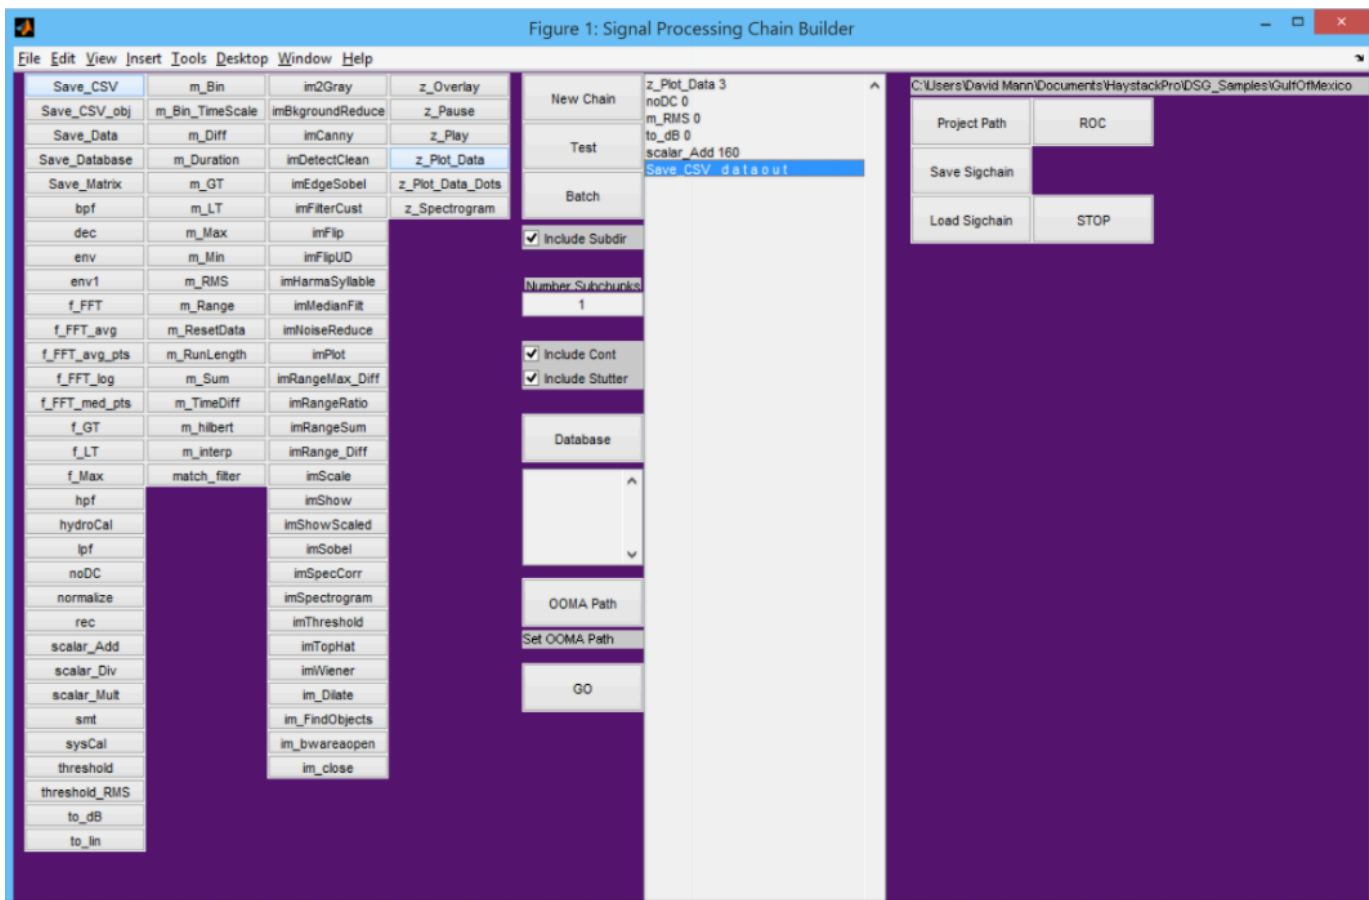 Figure 1: Signal Processing Chain Builder
File Edit View Insert Tools Desktop Window Help
Save_CSV
Save_CSV_obj
Save_Data
Save_Database
Save_Matrix
bpf
dec
env
env1
f_FFT
f_FFT_avg
f_FFT_avg_pts
f_FFT_log
f_FFT_med_pts
f_GT
f_LT
f_Max
hpf
hydroCal
lpf
noDC
normalize
rec
scalar_Add
scalar_Div
scalar_Mult
smt
sysCal
threshold
threshold_RMS
to_dB
to_lin
m_Bin
m_Bin_TimeScale
m_Diff
m_Duration
m_GT
m_LT
m_Max
m_Min
m_RMS
m_Range
m_ResetData
m_RunLength
m_Sum
m_TimeDiff
m_hilbert
m_interp
match_filter
im2Gray
imBkgroundReduce
imCanny
imDetectClean
imEdgeSobel
imFilterCust
imFlip
imFlipUD
imHarmaSyllable
imMedianFilt
imNoiseReduce
imPlot
imRangeMax_Diff
imRangeRatio
imRangeSum
imRange_Diff
imScale
imShow
imShowScaled
imSobel
imSpecCorr
imSpectrogram
imThreshold
imTopHat
imWiener
im_Dilate
im_FindObjects
im_bwareaopen
im_close
z_Overlay
z_Pause
z_Play
z_Plot_Data
z_Plot_Data_Dots
z_Spectrogram
New Chain
Test
Batch
Include Subdir
Number Subchunks
1
Include Cont
Include Stutter
Database
OOMA Path
Set OOMA Path
GO
z_Plot_Data 3
noDC 0
m_RMS 0
to_dB 0
scalar_Add 160
Save_CSV d a t a o u t
C:\Users\David Mann\Documents\HaystackPro\DSG_Samples\GulfOfMexico
Project Path
ROC
Save Sigchain
Load Sigchain
STOP